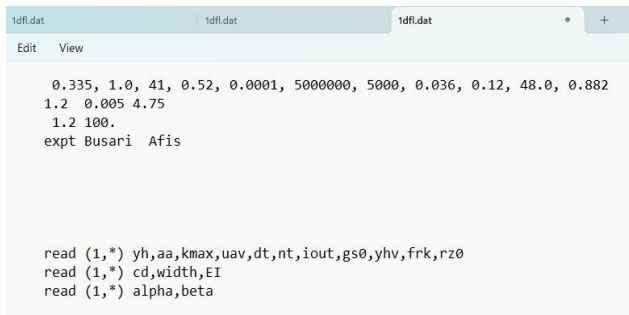 1dfl.dat 1dfl.dat 1dfl.dat
Edit View
0.335, 1.0, 41, 0.52, 0.0001, 5000000, 5000, 0.036, 0.12, 48.0, 0.882
1.2 0.005 4.75
1.2 100.
expt Busari Afis
read (1,*) yh,aa,kmax,uav,dt,nt,iout,gs0,yhv,frk,rz0
read (1,*) cd,width,EI
read (1,*) alpha,beta